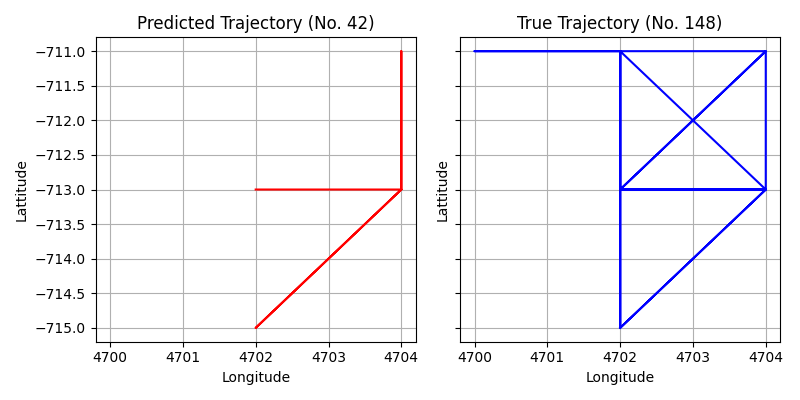 Predicted Trajectory (No. 42)
True Trajectory (No. 148)
Lattitude
−711.0
−711.5
−712.0
−712.5
−713.0
−713.5
−714.0
−714.5
−715.0
4700 4701 4702 4703 4704
Longitude
Lattitude
4700 4701 4702 4703 4704
Longitude